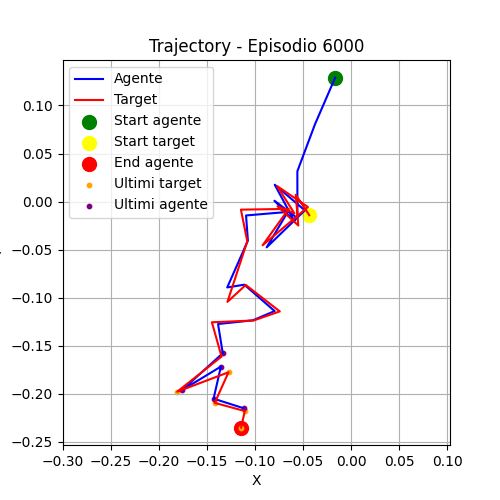 Trajectory - Episodio 6000
Agente
Target
Start agente
Start target
End agente
Ultimi target
Ultimi agente
0.10
0.05
0.00
−0.05
−0.10
−0.15
−0.20
−0.25
−0.30 −0.25 −0.20 −0.15 −0.10 −0.05 0.00 0.05 0.10
X